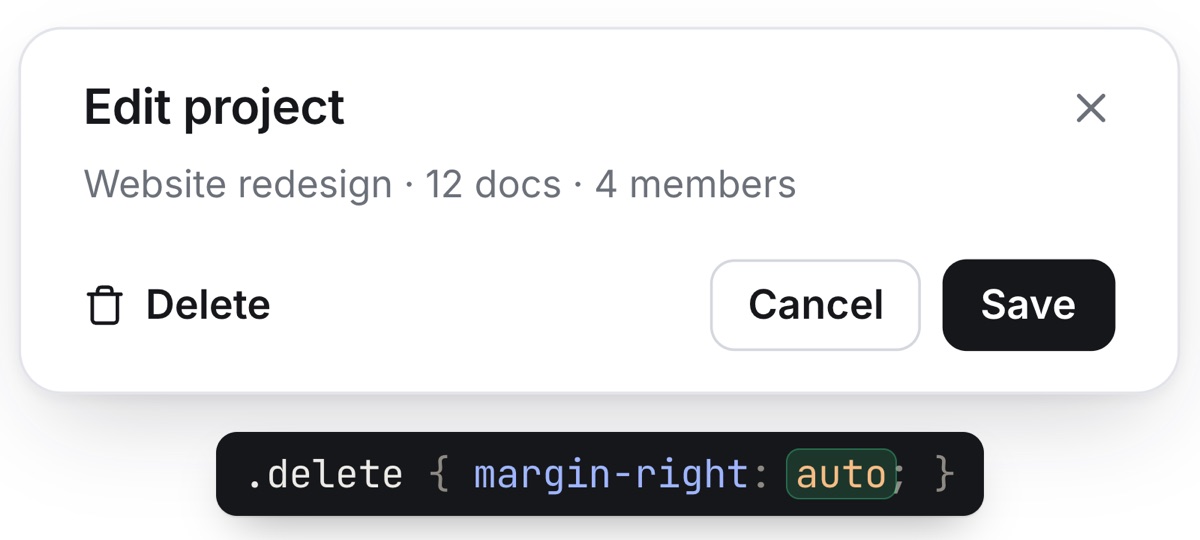 Edit project
Website redesign · 12 docs · 4 members
Delete Cancel Save
.delete { margin-right: auto; }